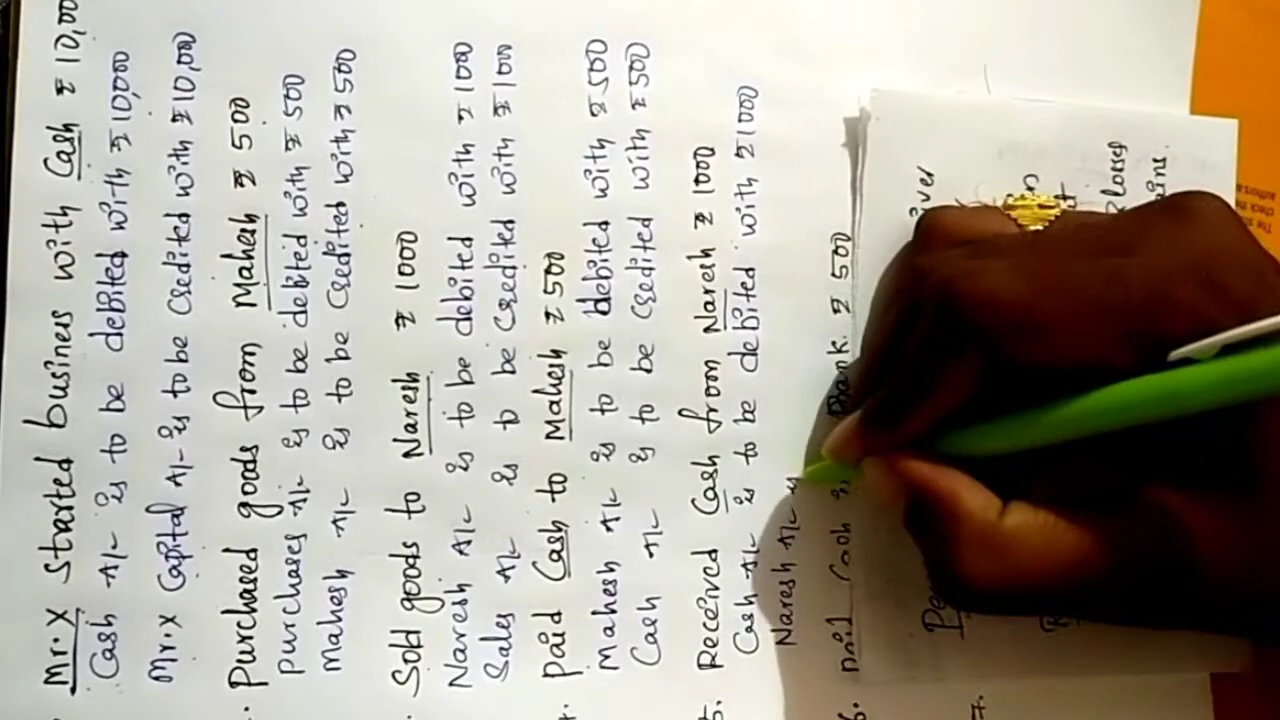 Mr.X Started business with Cash ₹ 10,00
Cash A/c is to be debited with ₹ 10,000
Mr.X Capital A/c is to be Credited with ₹ 10,000
Purchased goods from Mahesh ₹ 500
Purchases A/c is to be debited with ₹ 500
Mahesh A/c is to be Credited with ₹ 500
Sold goods to Naresh ₹ 1000
Naresh A/c is to be debited with ₹ 1000
Sales A/c is to be Credited with ₹ 1000
Paid Cash to Mahesh ₹ 500
Mahesh A/c is to be debited with ₹ 500
Cash A/c is to be Credited with ₹ 500
5. Received Cash from Naresh ₹ 1000
Cash A/c is to be debited with ₹ 1000
Naresh A/c is
6. Paid Cash Bank ₹ 500
7.
losses